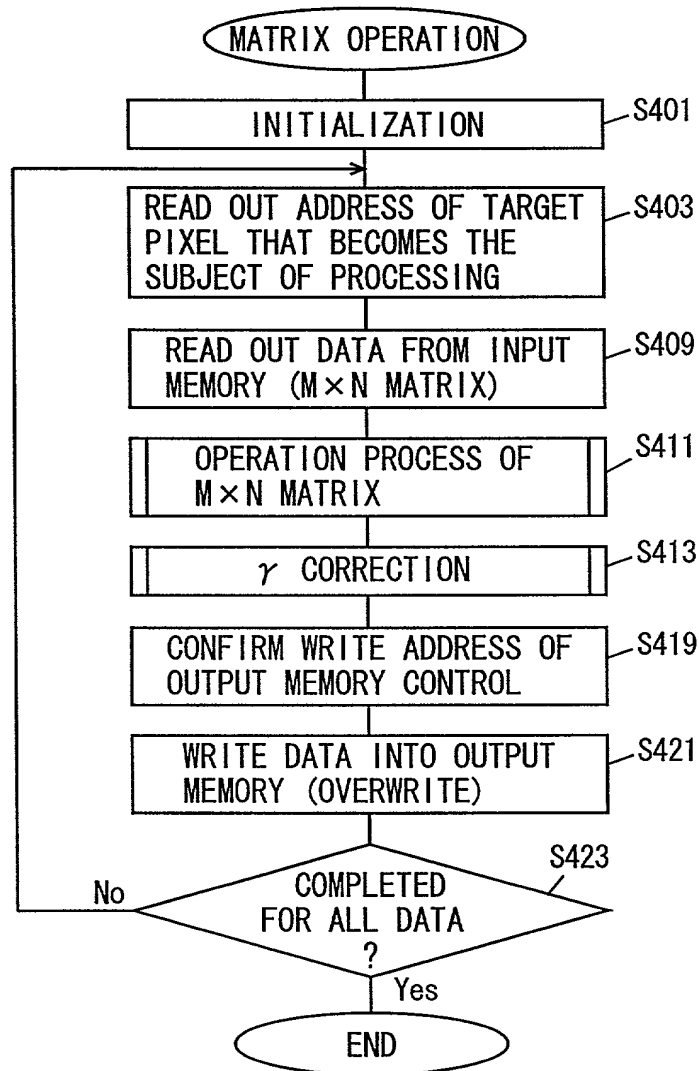 MATRIX OPERATION
INITIALIZATION
S401
READ OUT ADDRESS OF TARGET
PIXEL THAT BECOMES THE
SUBJECT OF PROCESSING
S403
READ OUT DATA FROM INPUT
MEMORY (M×N MATRIX)
S409
OPERATION PROCESS OF
M×N MATRIX
S411
γ CORRECTION
S413
CONFIRM WRITE ADDRESS OF
OUTPUT MEMORY CONTROL
S419
WRITE DATA INTO OUTPUT
MEMORY (OVERWRITE)
S421
COMPLETED
FOR ALL DATA
?
S423
No
Yes
END